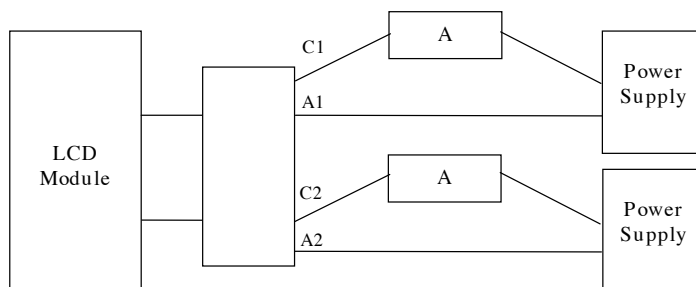 C1
A
Power
Supply
A1
LCD
Module
C2
A
Power
Supply
A2